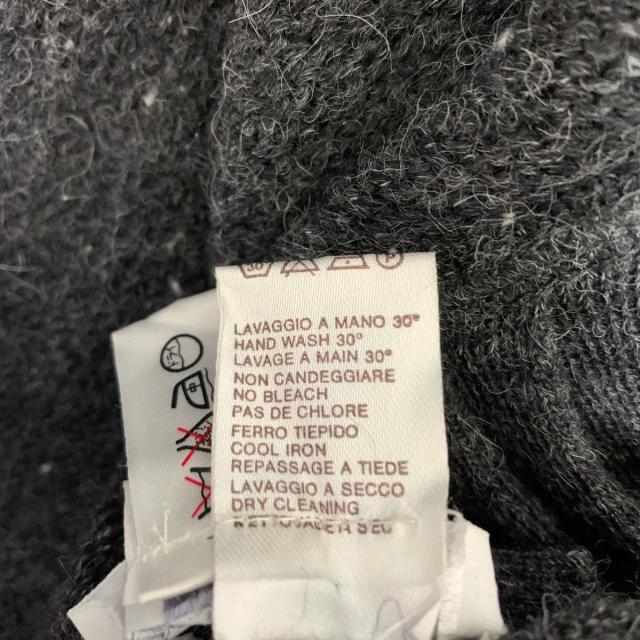 LAVAGGIO A MANO 30°
HAND WASH 30°
LAVAGE A MAIN 30°
NON CANDEGGIARE
NO BLEACH
PAS DE CHLORE
FERRO TIEPIDO
COOL IRON
REPASSAGE A TIEDE
LAVAGGIO A SECCO
DRY CLEANING
NETTOYAGE A SEC